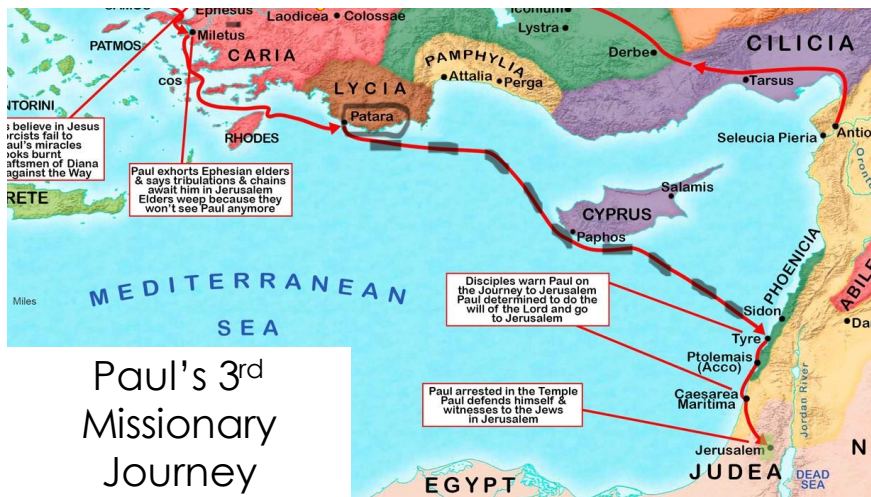 SAMOS
Ephesus
Laodicea
Colossae
Iconium
Lystra
PATMOS
Miletus
CARIA
PAMPHYLIA
Derbe
CILICIA
COS
LYCIA
Attalia
Perga
Tarsus
Patara
RHODES
Seleucia Pieria
Antio
believe in Jesus
fail to
miracles
burnt
of Diana
against the Way
Paul exhorts Ephesian elders
& says tribulations & chains
await him in Jerusalem
Elders weep because they
won't see Paul anymore
RETE
Salamis
CYPRUS
Paphos
PHOENICIA
ABILE
MEDITERRANEAN
SEA
Miles
Disciples warn Paul on
the Journey to Jerusalem
Paul determined to do the
will of the Lord and go
to Jerusalem
Sidon
Da
Tyre
Ptolemais
(Acco)
Paul's 3rd
Missionary
Journey
Paul arrested in the Temple
Paul defends himself &
witnesses to the Jews
in Jerusalem
Caesarea
Maritima
Jordan River
Jerusalem
JUDEA
N
DEAD
SEA
EGYPT